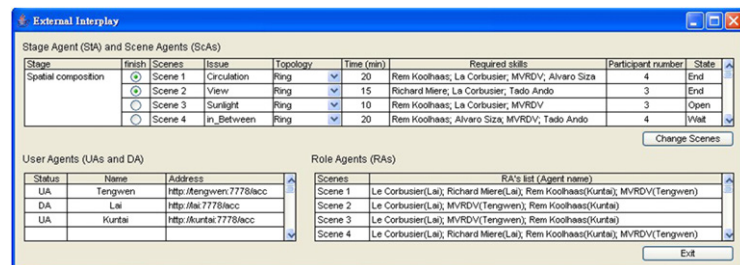 External Interplay
Stage Agent (StA) and Scene Agents (ScAs)
Stage finish Scenes Issue Topology Time (min) Required skills Participant number State
Spatial composition Scene 1 Circulation Ring 20 Rem Koolhaas; La Corbusier; MVRDV; Alvaro Siza 4 End
Scene 2 View Ring 15 Richard Miere; La Corbusier; Tado Ando 3 End
Scene 3 Sunlight Ring 10 Rem Koolhaas; La Corbusier; MVRDV 3 Open
Scene 4 in_Between Ring 20 Rem Koolhaas; Alvaro Siza; MVRDV; Tado Ando 4 Wait
Change Scenes
User Agents (UAs and DA)
Status Name Address
UA Tengwen http://tengwen:7778/acc
DA Lai http://lai:7778/acc
UA Kuntai http://kuntai:7778/acc
Role Agents (RAs)
Scenes RA's list (Agent name)
Scene 1 Le Corbusier(Lai); Richard Miere(Lai); Rem Koolhaas(Kuntai); MVRDV(Tengwen)
Scene 2 Le Corbusier(Lai); MVRDV(Tengwen); Rem Koolhaas(Kuntai)
Scene 3 Le Corbusier(Lai); Rem Koolhaas(Kuntai); MVRDV(Tengwen)
Scene 4 Le Corbusier(Lai); Richard Miere(Lai); Rem Koolhaas(Kuntai); MVRDV(Tengwen)
Exit